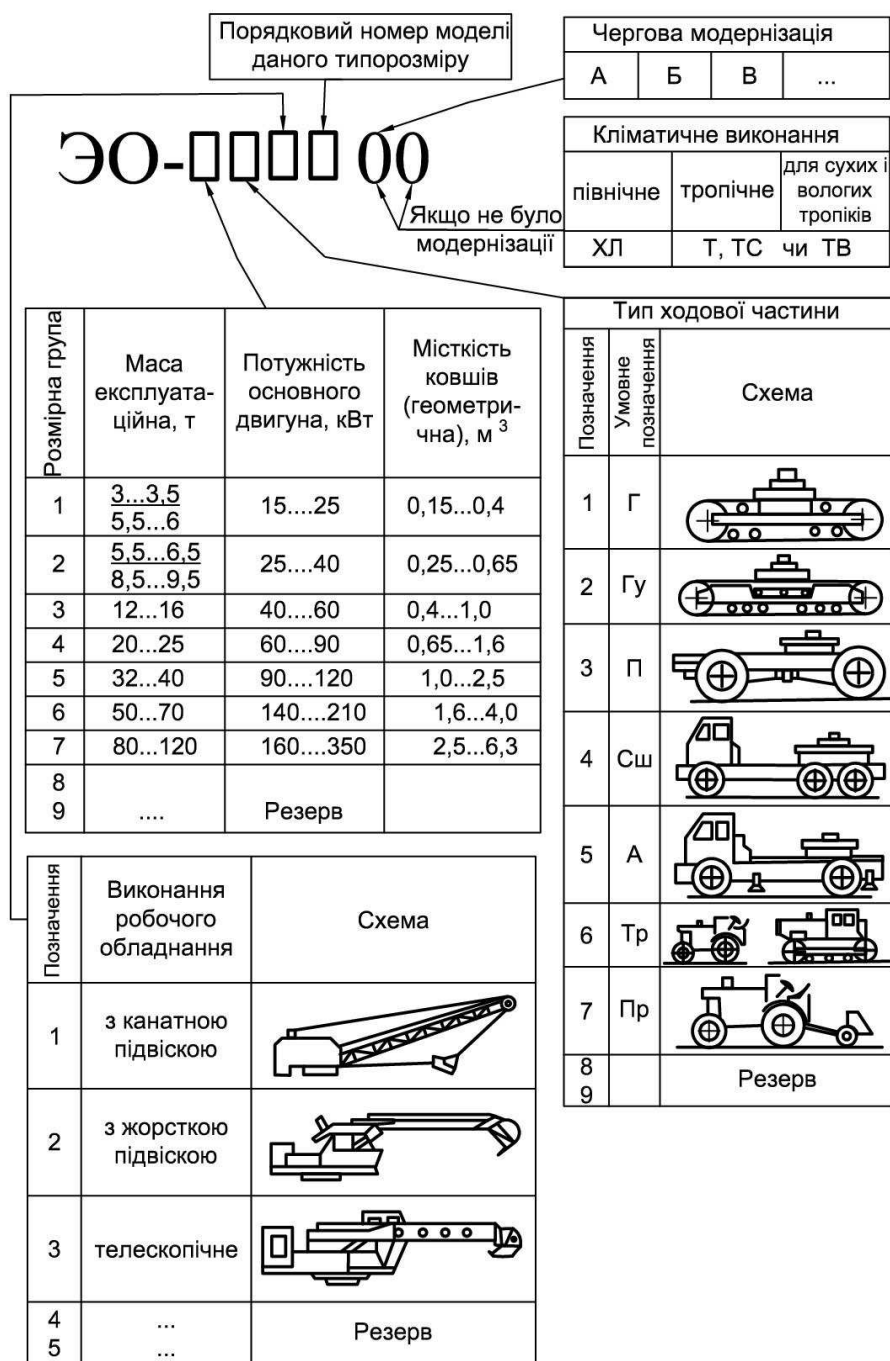 Порядковий номер моделі
даного типорозміру
Чергова модернізація
А Б В ...
ЭО- 00
Якщо не було
модернізації
Кліматичне виконання
північне тропічне для сухих і
вологих
тропіків
ХЛ Т, ТС чи ТВ
Розмірна група
Маса
експлуата-
ційна, т
Потужність
основного
двигуна, кВт
Місткість
ковшів
(геометри-
чна), м 3
1 3...3,5 15....25 0,15...0,4
5,5...6
2 5,5...6,5 25....40 0,25...0,65
8,5...9,5
3 12...16 40....60 0,4...1,0
4 20...25 60....90 0,65...1,6
5 32...40 90....120 1,0...2,5
6 50...70 140....210 1,6...4,0
7 80...120 160....350 2,5...6,3
8
9 .... Резерв
Тип ходової частини
Позначення
Умовне
позначення
Схема
1 Г
2 Гу
3 П
4 Сш
5 А
6 Тр
7 Пр
8
9 Резерв
Позначення
Виконання
робочого
обладнання
Схема
1 з канатною
підвіскою
2 з жорсткою
підвіскою
3 телескопічне
4 ...
5 ... Резерв